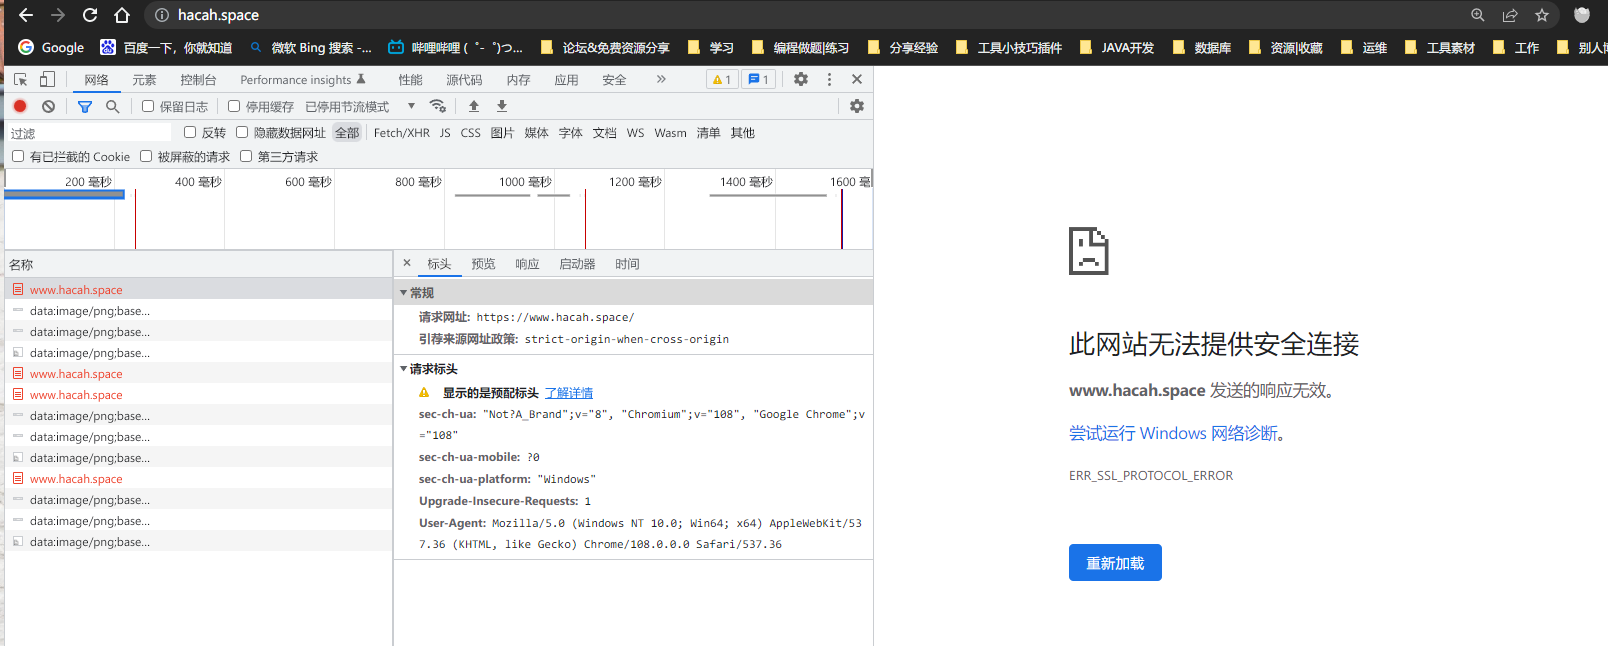 hacah.space
Google 百度一下，你就知道 微软 Bing 搜索 -... 哔哩哔哩 (゜-゜)つ... 论坛&免费资源分享 学习 编程做题|练习 分享经验 工具小技巧插件 JAVA开发 数据库 资源|收藏 运维 工具素材 工作 别人博
网络 元素 控制台 Performance insights 性能 源代码 内存 应用 安全 » 1 1
保留日志 停用缓存 已停用节流模式
过滤 反转 隐藏数据网址 全部 Fetch/XHR JS CSS 图片 媒体 字体 文档 WS Wasm 清单 其他
有已拦截的 Cookie 被屏蔽的请求 第三方请求
200 毫秒 400 毫秒 600 毫秒 800 毫秒 1000 毫秒 1200 毫秒 1400 毫秒 1600 毫
名称
www.hacah.space
data:image/png;base...
data:image/png;base...
data:image/png;base...
www.hacah.space
www.hacah.space
data:image/png;base...
data:image/png;base...
data:image/png;base...
www.hacah.space
data:image/png;base...
data:image/png;base...
data:image/png;base...
× 标头 预览 响应 启动器 时间
常规
请求网址: https://www.hacah.space/
引荐来源网址政策: strict-origin-when-cross-origin
请求标头
显示的是预配标头 了解详情
sec-ch-ua: "Not?A_Brand";v="8", "Chromium";v="108", "Google Chrome";v
="108"
sec-ch-ua-mobile: ?0
sec-ch-ua-platform: "Windows"
Upgrade-Insecure-Requests: 1
User-Agent: Mozilla/5.0 (Windows NT 10.0; Win64; x64) AppleWebKit/53
7.36 (KHTML, like Gecko) Chrome/108.0.0.0 Safari/537.36
此网站无法提供安全连接
www.hacah.space 发送的响应无效。
尝试运行 Windows 网络诊断。
ERR_SSL_PROTOCOL_ERROR
重新加载